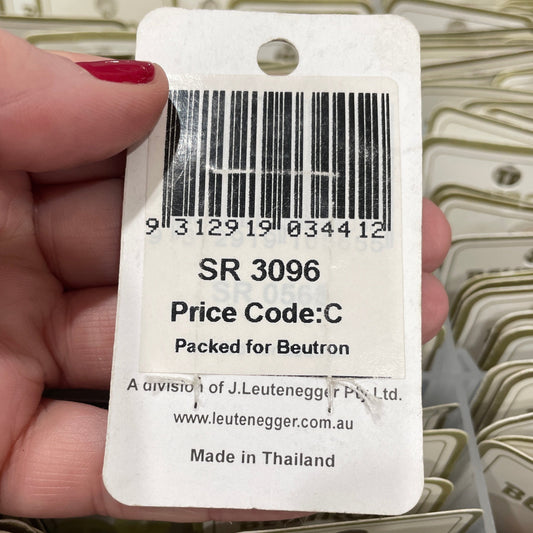 9 312919 034412
SR 3096
Price Code:C
Packed for Beutron
A division of J.Leutenegger Pty Ltd.
www.leutenegger.com.au
Made in Thailand